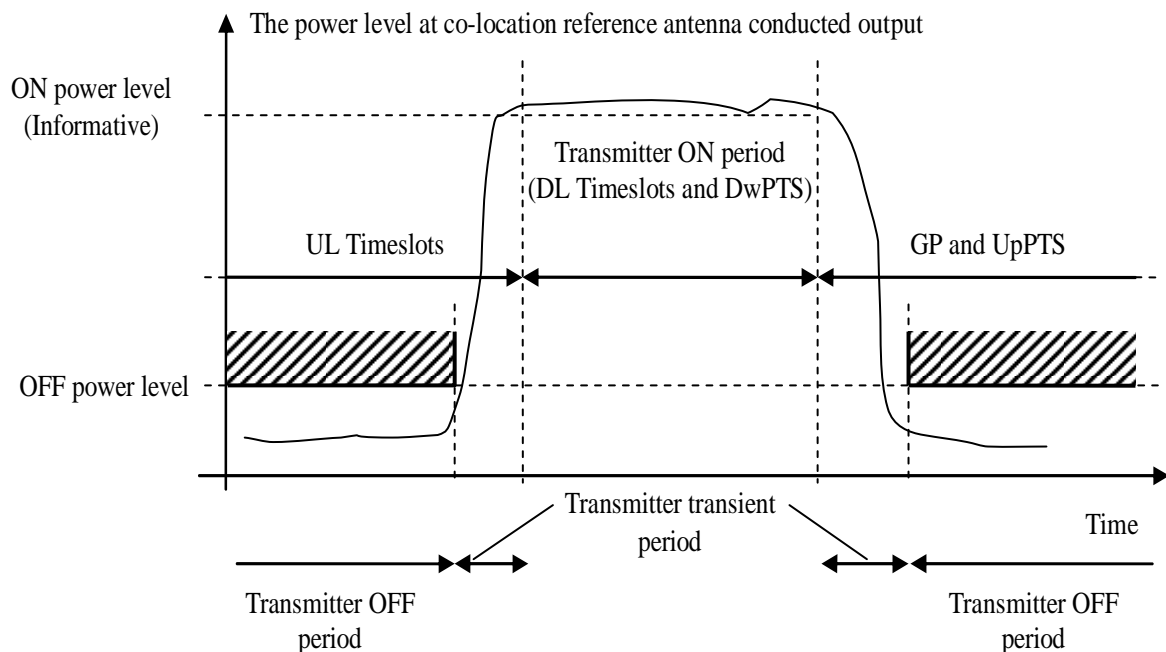 The power level at co-location reference antenna conducted output
ON power level
(Informative)
Transmitter ON period
(DL Timeslots and DwPTS)
UL Timeslots
GP and UpPTS
OFF power level
Transmitter transient
period
Time
Transmitter OFF
period
Transmitter OFF
period